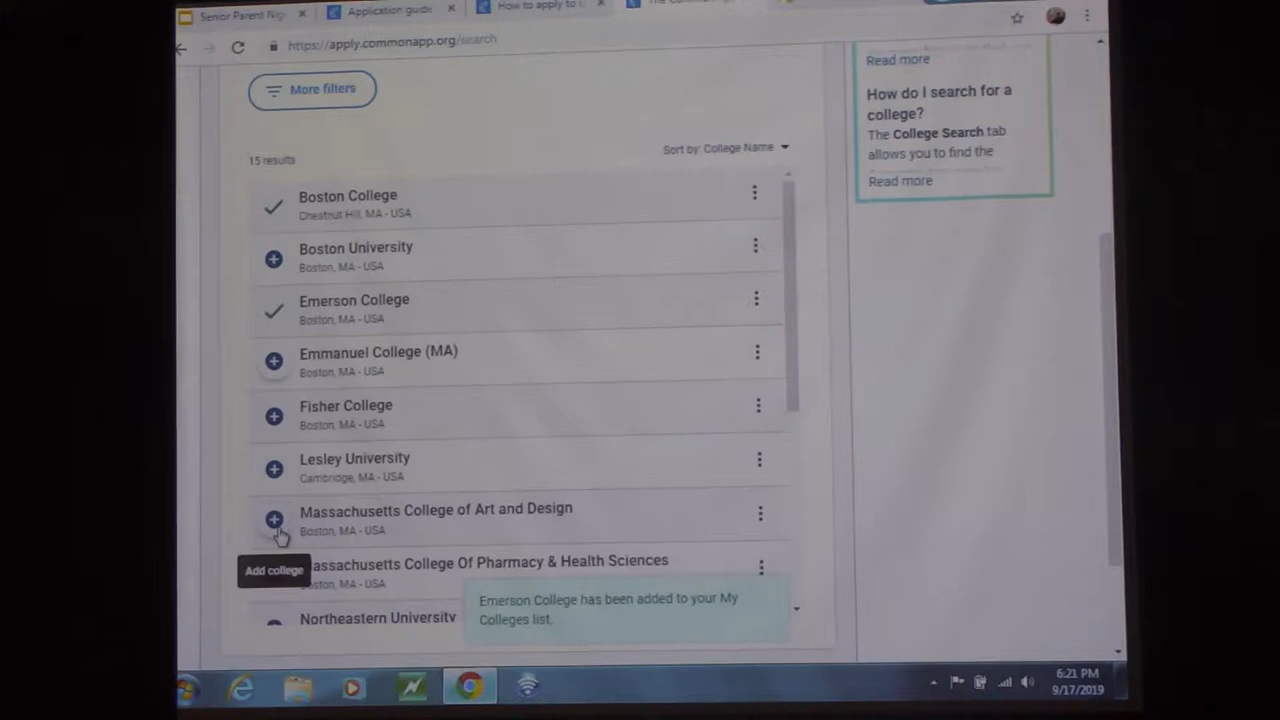 Senior Parent Nig
Application guide
How to apply to
https://apply.commonapp.org/search
More filters
15 results
Sort by: College Name
Boston College
Chestnut Hill, MA - USA
Boston University
Boston, MA - USA
Emerson College
Boston, MA - USA
Emmanuel College (MA)
Boston, MA - USA
Fisher College
Boston, MA - USA
Lesley University
Cambridge, MA - USA
Massachusetts College of Art and Design
Boston, MA - USA
Add college
assachusetts College Of Pharmacy & Health Sciences
oston, MA - USA
Northeastern University
Emerson College has been added to your My
Colleges list.
Read more
How do I search for a
college?
The College Search tab
allows you to find the
Read more
6:21 PM
9/17/2019